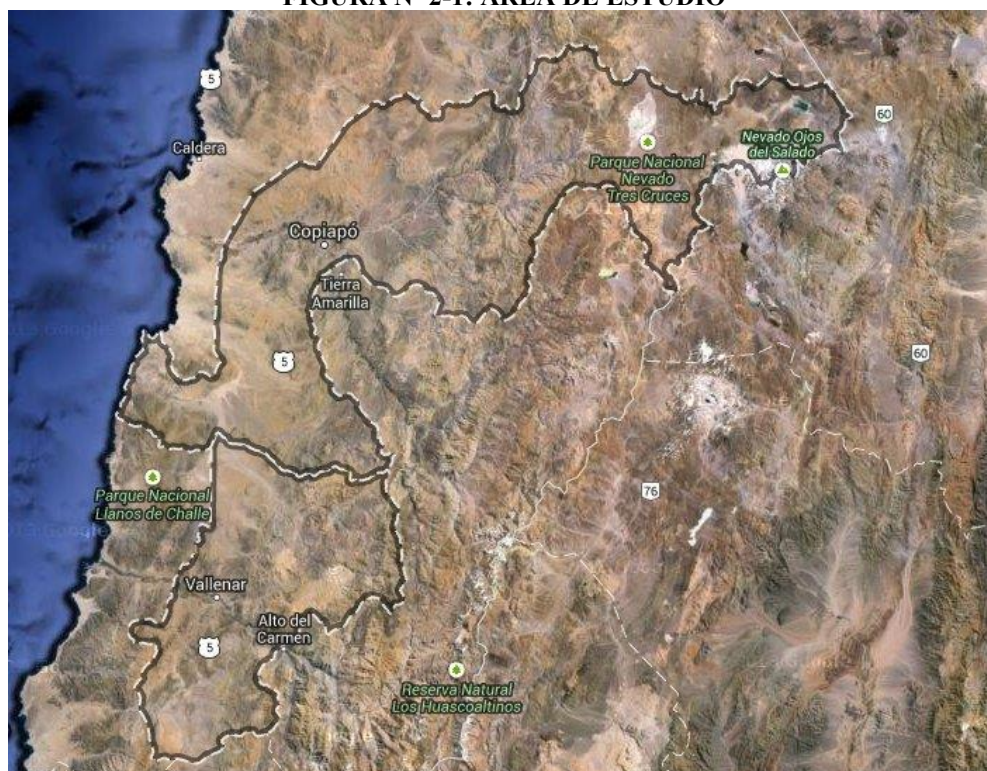 FIGURA N° 2-1: ÁREA DE ESTUDIO
5
60
Caldera
Nevado Ojos
del Salado
Parque Nacional
Nevado
Tres Cruces
Copiapó
Tierra
Amarilla
5
60
Parque Nacional
Llanos de Challe
76
Vallenar
Alto del
Carmen
5
Reserva Natural
Los Huascoaltinos